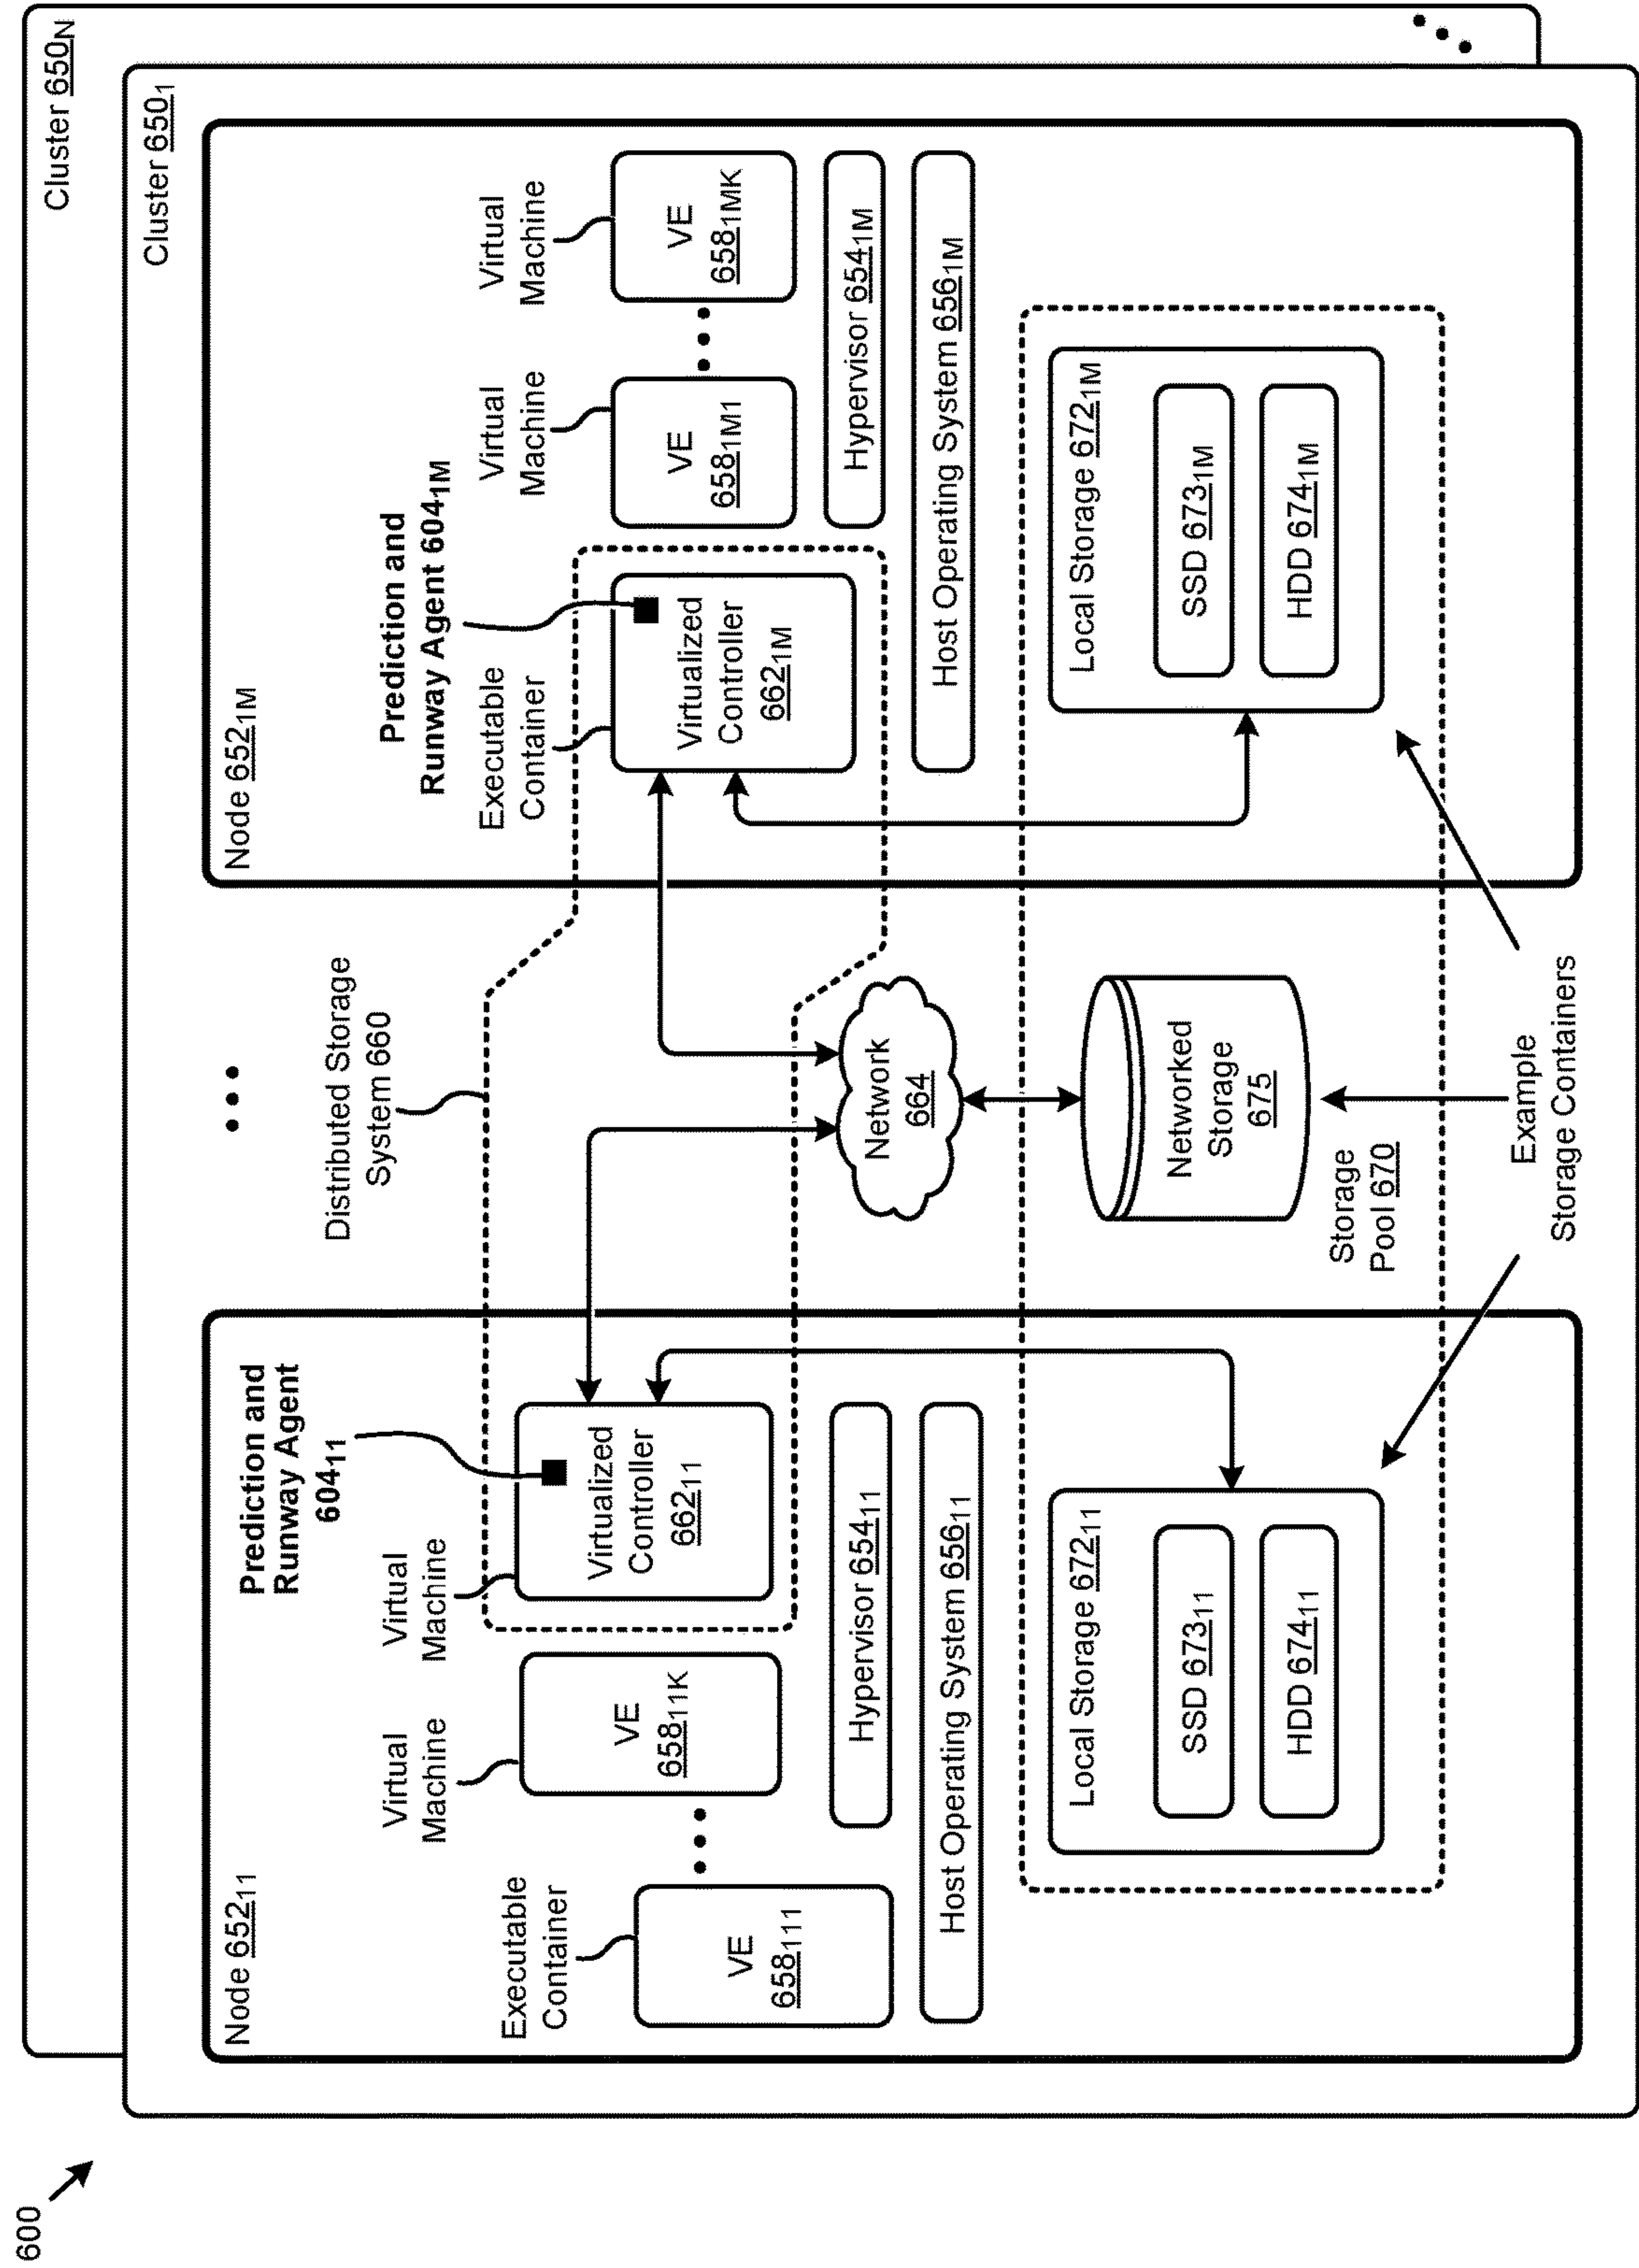 600
Cluster 650N
Cluster 6501
Node 65211
Prediction and
Runway Agent
60411
Virtual
Machine
Virtual
Machine
Executable
Container
VE
658111
VE
65811K
Virtualized
Controller
66211
Hypervisor 65411
Host Operating System 65611
Local Storage 67211
SSD 67311
HDD 67411
Distributed Storage
System 660
Network
664
Networked
Storage
675
Storage
Pool 670
Example
Storage Containers
Node 6521M
Prediction and
Runway Agent 6041M
Executable
Container
Virtual
Machine
Virtual
Machine
Virtualized
Controller
6621M
VE
6581M1
VE
6581MK
Hypervisor 6541M
Host Operating System 6561M
Local Storage 6721M
SSD 6731M
HDD 6741M